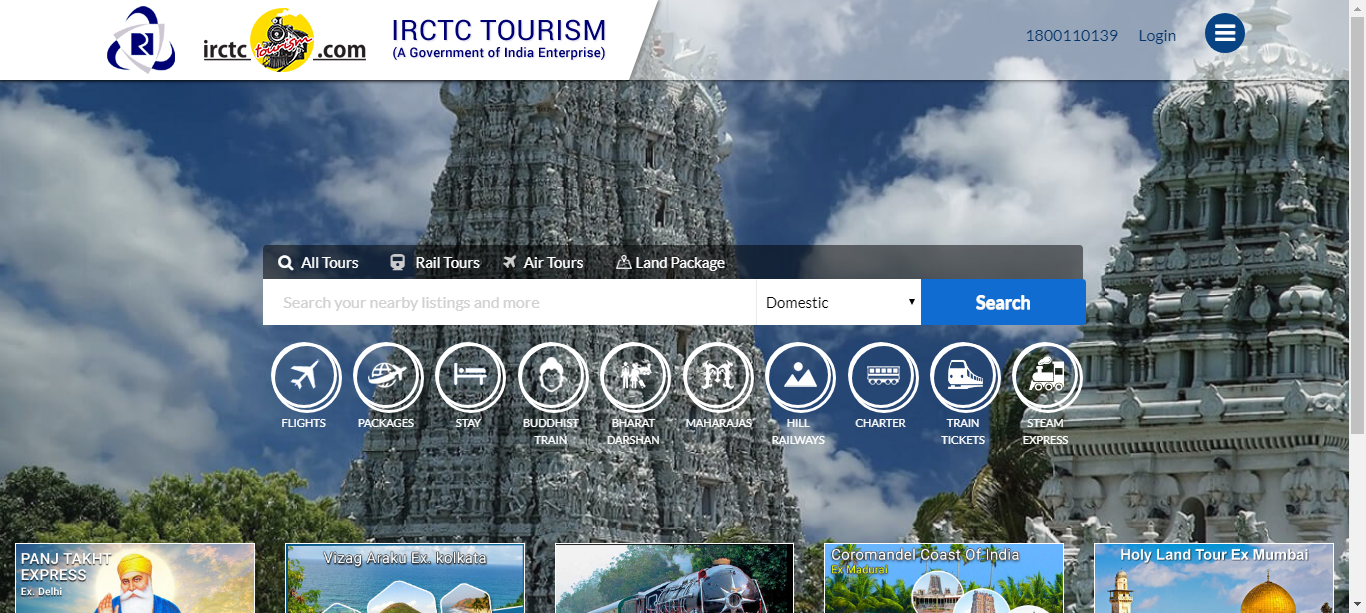 irctc tourism .com
IRCTC TOURISM
(A Government of India Enterprise)
1800110139 Login
All Tours Rail Tours Air Tours Land Package
Search your nearby listings and more
Domestic
Search
FLIGHTS
PACKAGES
STAY
BUDDHIST
TRAIN
BHARAT
DARSHAN
MAHARAJAS
HILL
RAILWAYS
CHARTER
TRAIN
TICKETS
STEAM
EXPRESS
PANJ TAKHT
EXPRESS
Ex. Delhi
Vizag Araku Ex. kolkata
Coromandel Coast Of India
Ex Madurai
Holy Land Tour Ex Mumbai